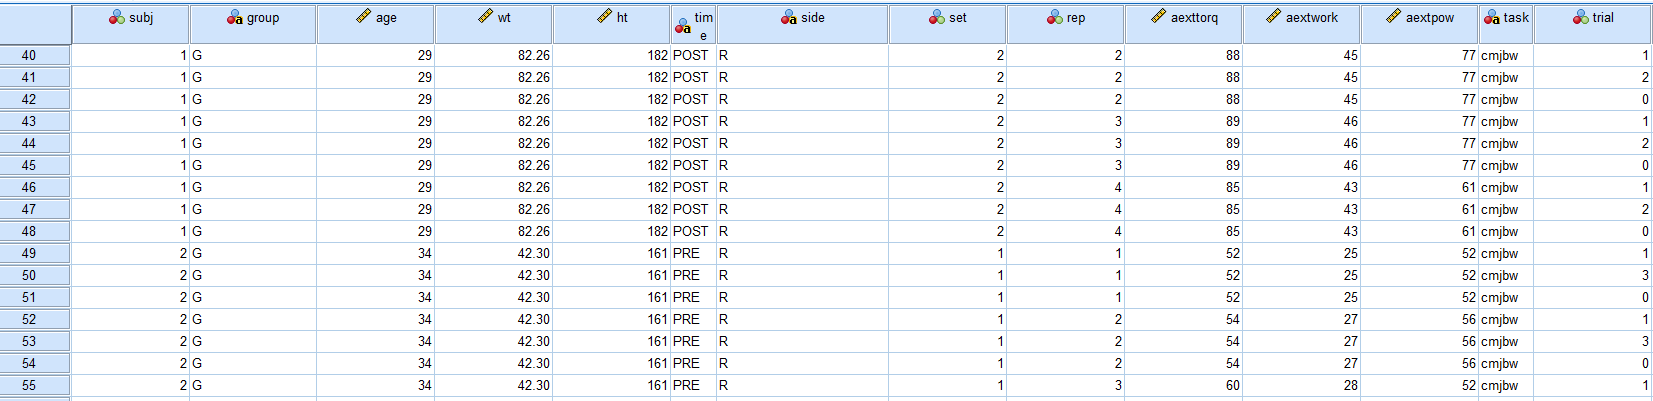 subj group age wt ht time side set rep aexttorq aextwork aextpow task trial
40 1 G 29 82.26 182 POST R 2 2 88 45 77 cmjbw 1
41 1 G 29 82.26 182 POST R 2 2 88 45 77 cmjbw 2
42 1 G 29 82.26 182 POST R 2 2 88 45 77 cmjbw 0
43 1 G 29 82.26 182 POST R 2 3 89 46 77 cmjbw 1
44 1 G 29 82.26 182 POST R 2 3 89 46 77 cmjbw 2
45 1 G 29 82.26 182 POST R 2 3 89 46 77 cmjbw 0
46 1 G 29 82.26 182 POST R 2 4 85 43 61 cmjbw 1
47 1 G 29 82.26 182 POST R 2 4 85 43 61 cmjbw 2
48 1 G 29 82.26 182 POST R 2 4 85 43 61 cmjbw 0
49 2 G 34 42.30 161 PRE R 1 1 52 25 52 cmjbw 1
50 2 G 34 42.30 161 PRE R 1 1 52 25 52 cmjbw 3
51 2 G 34 42.30 161 PRE R 1 1 52 25 52 cmjbw 0
52 2 G 34 42.30 161 PRE R 1 2 54 27 56 cmjbw 1
53 2 G 34 42.30 161 PRE R 1 2 54 27 56 cmjbw 3
54 2 G 34 42.30 161 PRE R 1 2 54 27 56 cmjbw 0
55 2 G 34 42.30 161 PRE R 1 3 60 28 52 cmjbw 1